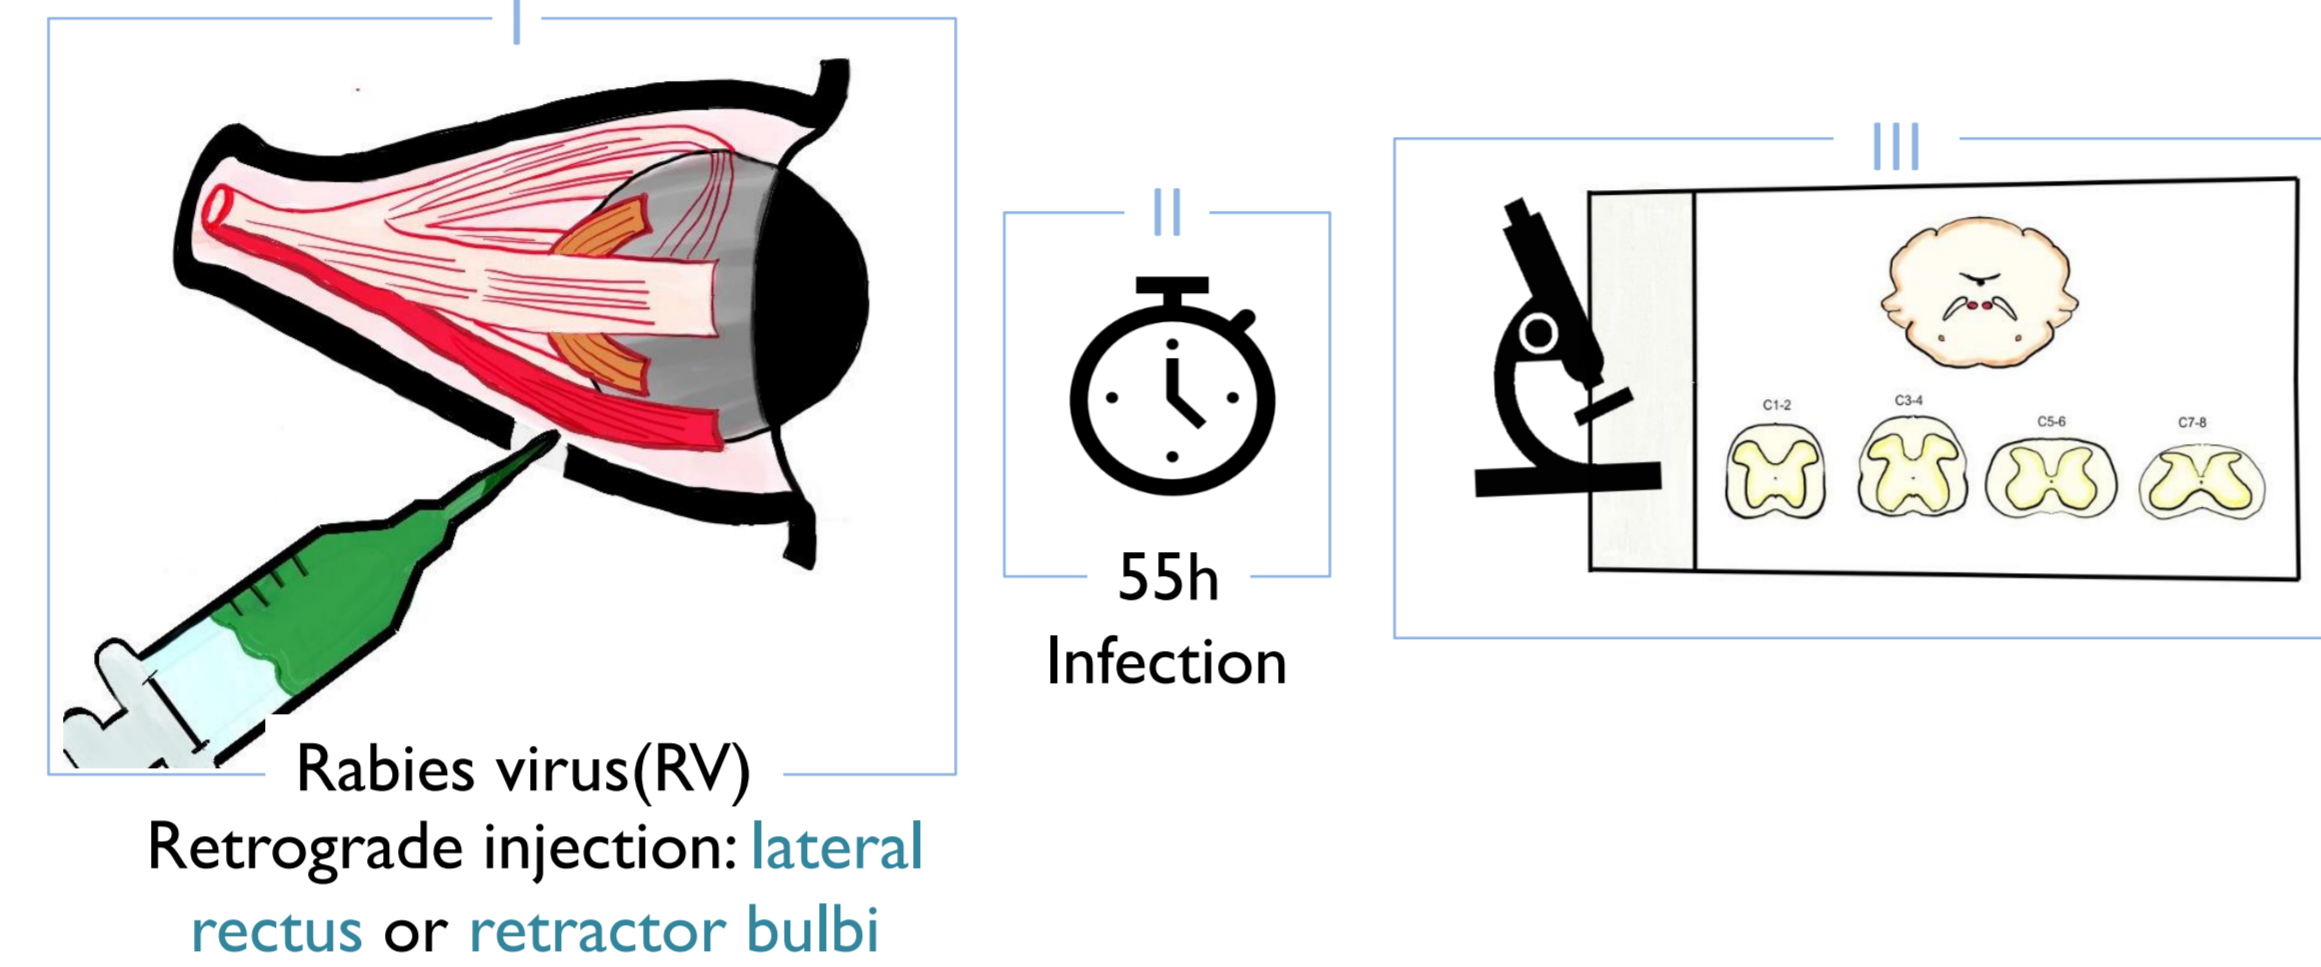 I
Rabies virus(RV)
Retrograde injection: lateral
rectus or retractor bulbi
II
55h
Infection
III
C1-2
C3-4
C5-6
C7-8